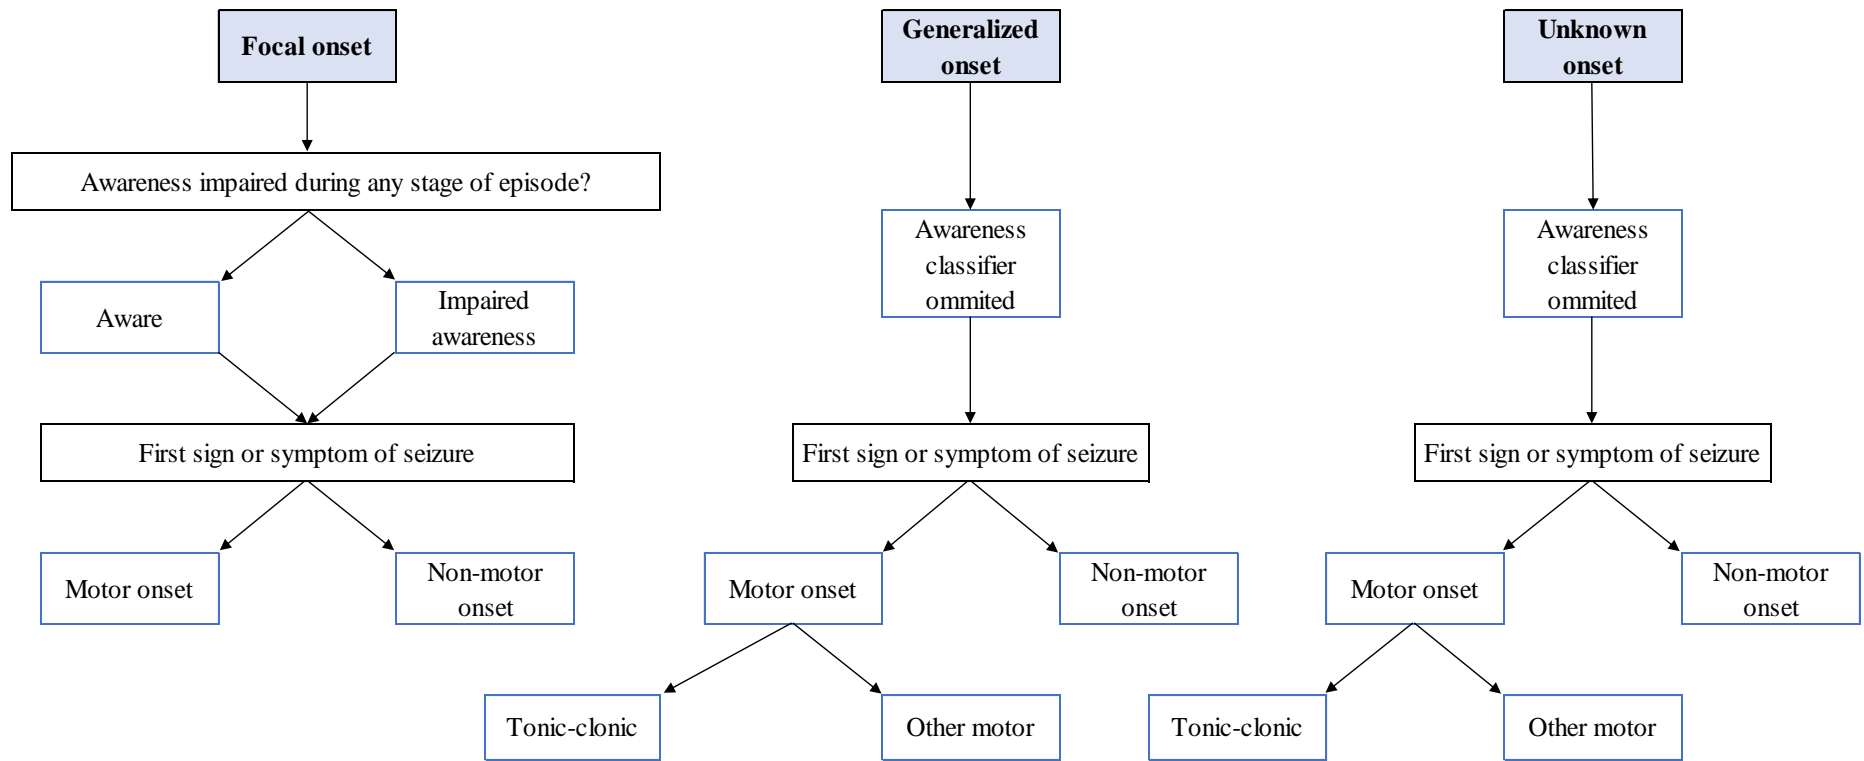 Focal onset
Generalized
onset
Unknown
onset
Awareness impaired during any stage of episode?
Awareness
classifier
ommited
Awareness
classifier
ommited
Aware
Impaired
awareness
First sign or symptom of seizure
First sign or symptom of seizure
First sign or symptom of seizure
Motor onset
Non-motor
onset
Motor onset
Non-motor
onset
Motor onset
Non-motor
onset
Tonic-clonic
Other motor
Tonic-clonic
Other motor